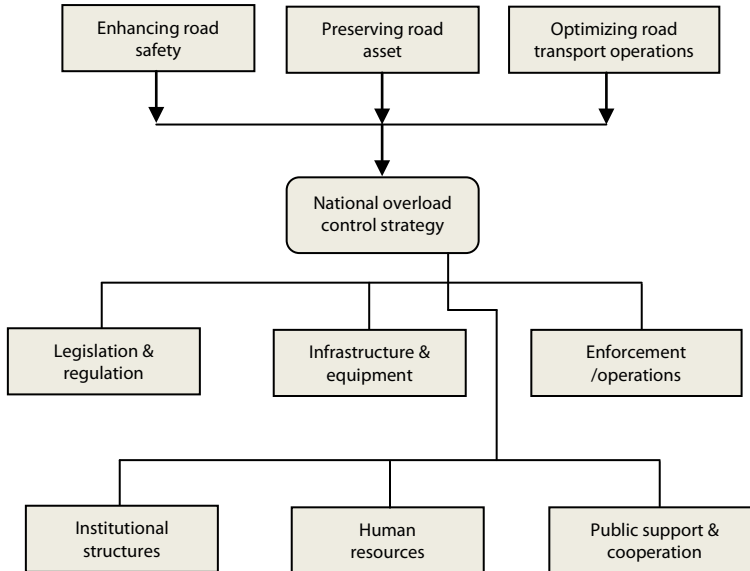 Enhancing road
safety
Preserving road
asset
Optimizing road
transport operations
National overload
control strategy
Legislation &
regulation
Infrastructure &
equipment
Enforcement
/operations
Institutional
structures
Human
resources
Public support &
cooperation